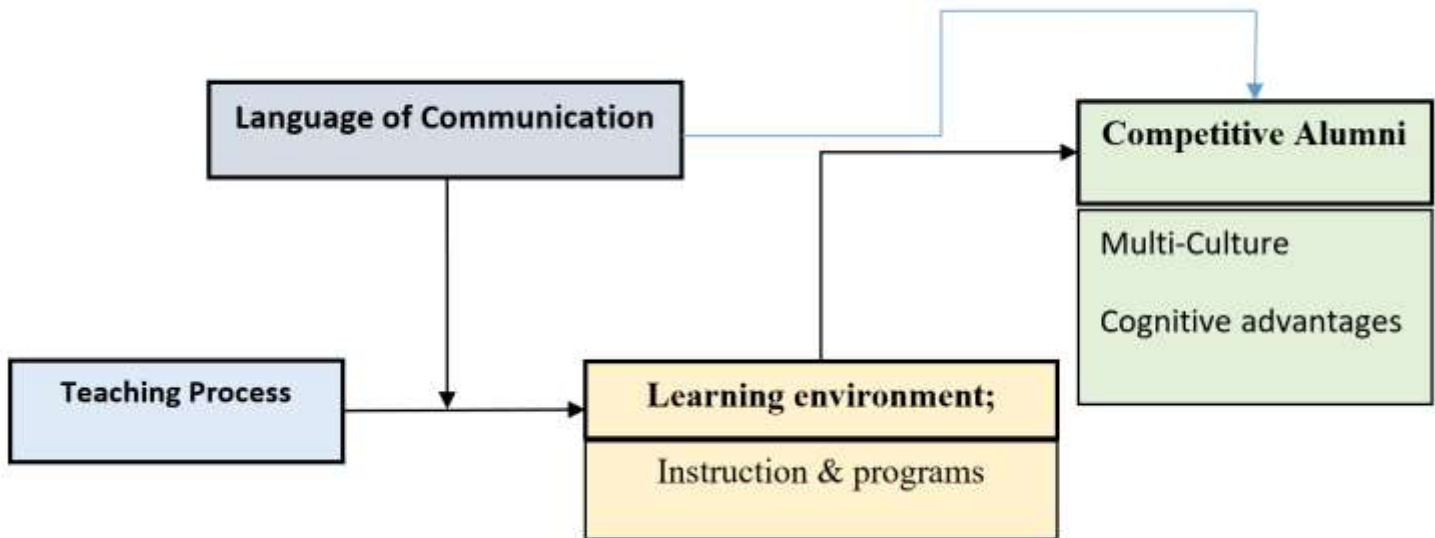 Language of Communication
Competitive Alumni
Multi-Culture
Cognitive advantages
Teaching Process
Learning environment;
Instruction & programs